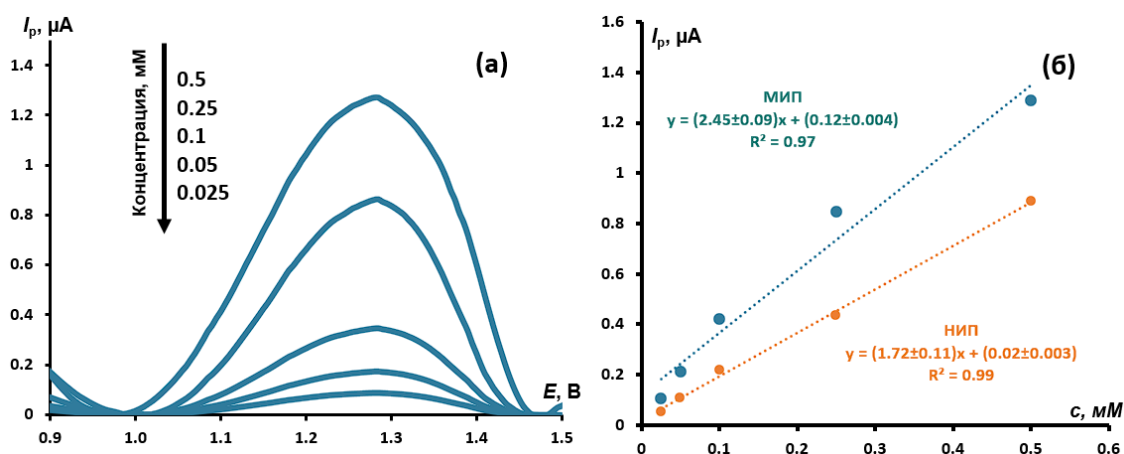 Ip, µA
1.4
1.2
1
0.8
0.6
0.4
0.2
0
0.9
1.0
1.1
1.2
1.3
1.4
1.5
E, В
Концентрация, мМ
0.5
0.25
0.1
0.05
0.025
(а)
Ip, µA
1.6
1.4
1.2
1
0.8
0.6
0.4
0.2
0
0
0.1
0.2
0.3
0.4
0.5
0.6
c, мМ
(б)
МИП
y = (2.45±0.09)x + (0.12±0.004)
R² = 0.97
НИП
y = (1.72±0.11)x + (0.02±0.003)
R² = 0.99